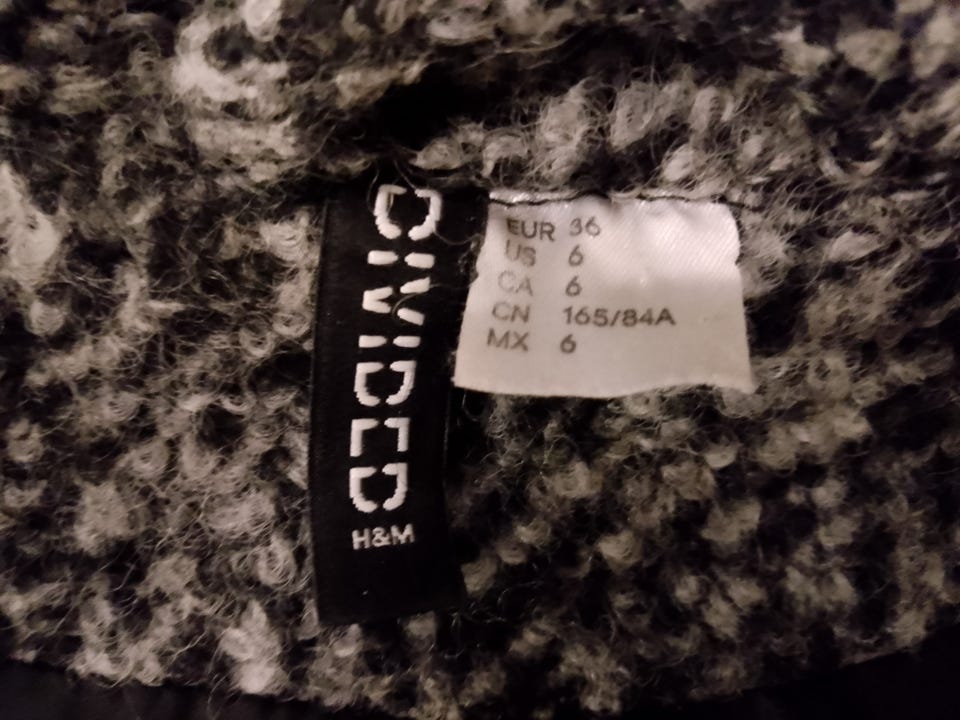 DIVIDED
H&M
EUR 36
US 6
CA 6
CN 165/84A
MX 6